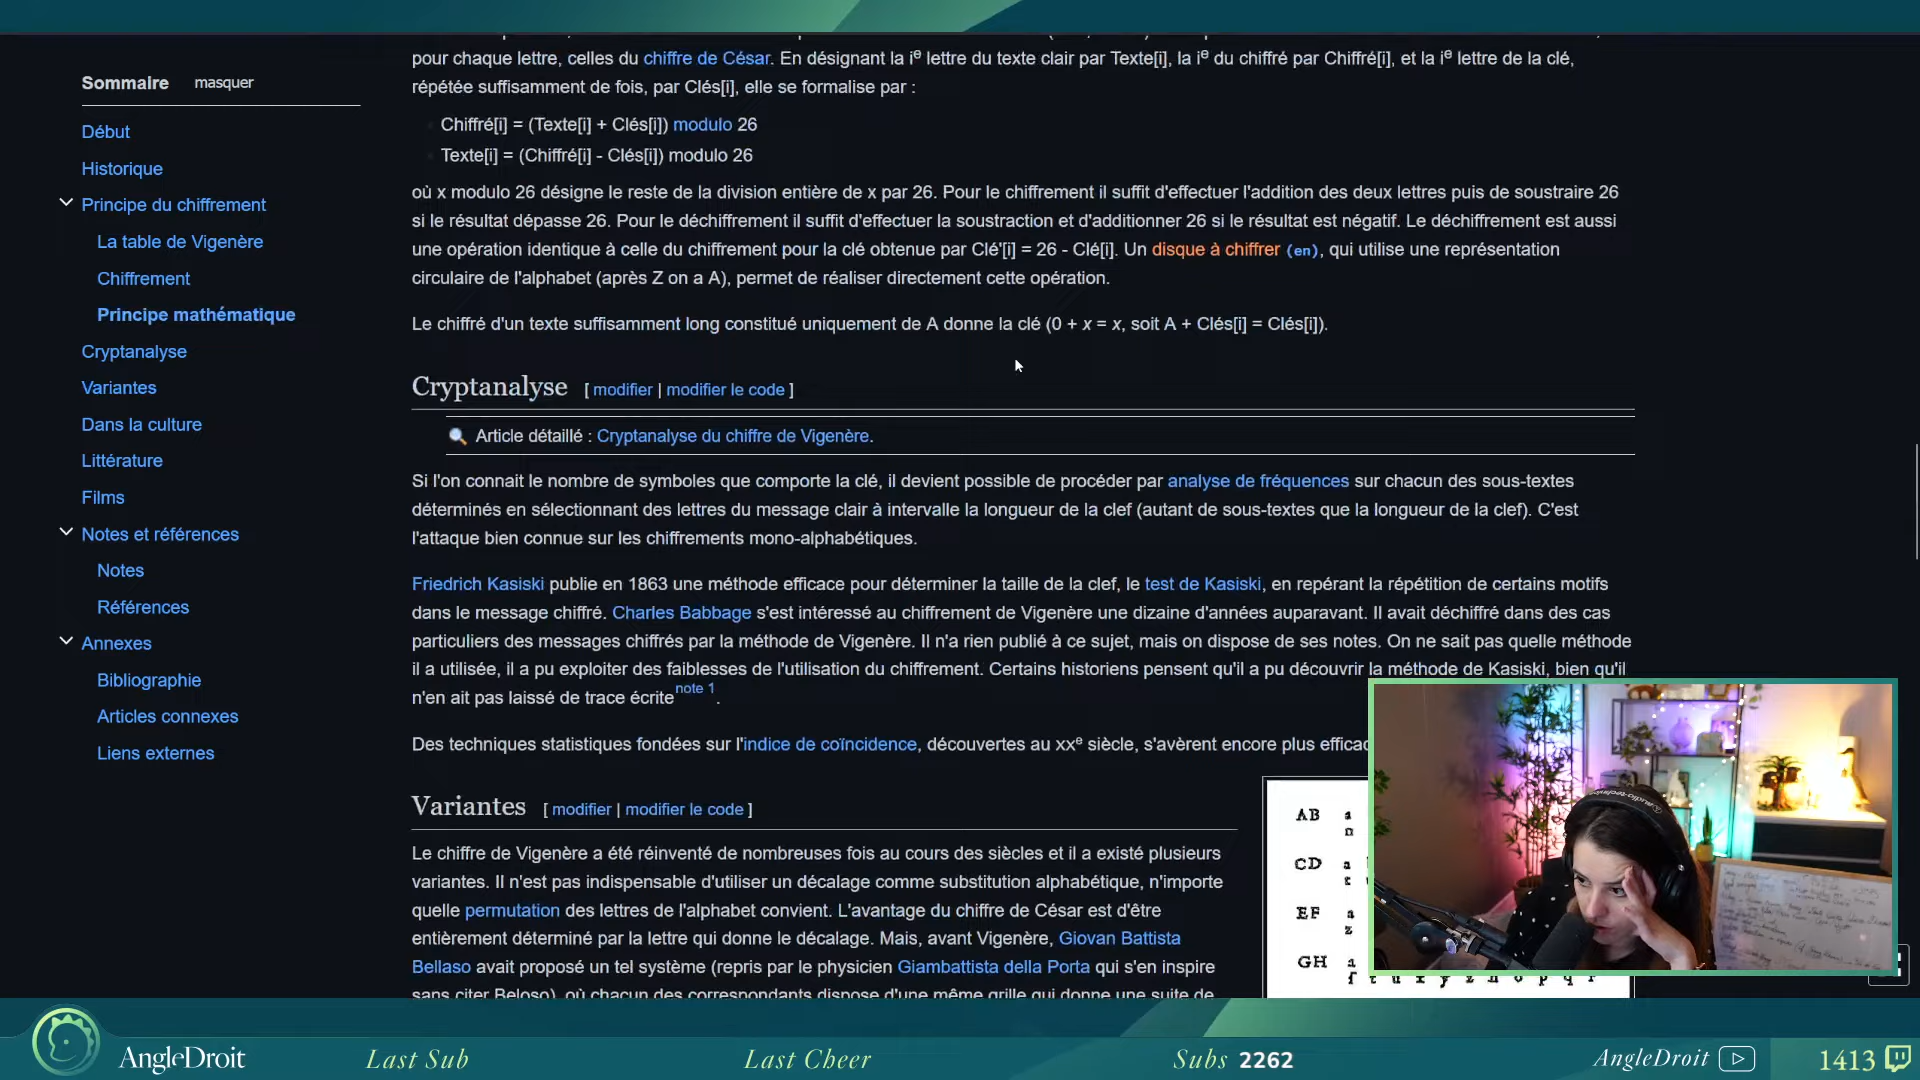 pour chaque lettre, celles du chiffre de César. En désignant la iᵉ lettre du texte clair par Texte[i], la iᵉ du chiffré par Chiffré[i], et la iᵉ lettre de la clé,
répétée suffisamment de fois, par Clés[i], elle se formalise par :
Chiffré[i] = (Texte[i] + Clés[i]) modulo 26
Texte[i] = (Chiffré[i] - Clés[i]) modulo 26
où x modulo 26 désigne le reste de la division entière de x par 26. Pour le chiffrement il suffit d'effectuer l'addition des deux lettres puis de soustraire 26
si le résultat dépasse 26. Pour le déchiffrement il suffit d'effectuer la soustraction et d'additionner 26 si le résultat est négatif. Le déchiffrement est aussi
une opération identique à celle du chiffrement pour la clé obtenue par Clé'[i] = 26 - Clé[i]. Un disque à chiffrer (en), qui utilise une représentation
circulaire de l'alphabet (après Z on a A), permet de réaliser directement cette opération.
Le chiffré d'un texte suffisamment long constitué uniquement de A donne la clé (0 + x = x, soit A + Clés[i] = Clés[i]).
Cryptanalyse [ modifier | modifier le code ]
Article détaillé : Cryptanalyse du chiffre de Vigenère.
Si l'on connait le nombre de symboles que comporte la clé, il devient possible de procéder par analyse de fréquences sur chacun des sous-textes
déterminés en sélectionnant des lettres du message clair à intervalle la longueur de la clef (autant de sous-textes que la longueur de la clef). C'est
l'attaque bien connue sur les chiffrements mono-alphabétiques.
Friedrich Kasiski publie en 1863 une méthode efficace pour déterminer la taille de la clef, le test de Kasiski, en repérant la répétition de certains motifs
dans le message chiffré. Charles Babbage s'est intéressé au chiffrement de Vigenère une dizaine d'années auparavant. Il avait déchiffré dans des cas
particuliers des messages chiffrés par la méthode de Vigenère. Il n'a rien publié à ce sujet, mais on dispose de ses notes. On ne sait pas quelle méthode
il a utilisée, il a pu exploiter des faiblesses de l'utilisation du chiffrement. Certains historiens pensent qu'il a pu découvrir la méthode de Kasiski, bien qu'il
n'en ait pas laissé de trace écrite note 1.
Des techniques statistiques fondées sur l'indice de coïncidence, découvertes au xxᵉ siècle, s'avèrent encore plus effica
Variantes [ modifier | modifier le code ]
Le chiffre de Vigenère a été réinventé de nombreuses fois au cours des siècles et il a existé plusieurs
variantes. Il n'est pas indispensable d'utiliser un décalage comme substitution alphabétique, n'importe
quelle permutation des lettres de l'alphabet convient. L'avantage du chiffre de César est d'être
entièrement déterminé par la lettre qui donne le décalage. Mais, avant Vigenère, Giovan Battista
Bellaso avait proposé un tel système (repris par le physicien Giambattista della Porta qui s'en inspire
sans citer Beloso), où chacun des correspondants dispose d'une même grille qui donne une suite de
Sommaire masquer
Début
Historique
Principe du chiffrement
La table de Vigenère
Chiffrement
Principe mathématique
Cryptanalyse
Variantes
Dans la culture
Littérature
Films
Notes et références
Notes
Références
Annexes
Bibliographie
Articles connexes
Liens externes
AB a
n
CD a
EF a
z
GH
AngleDroit
Last Sub
Last Cheer
Subs 2262
AngleDroit
1413